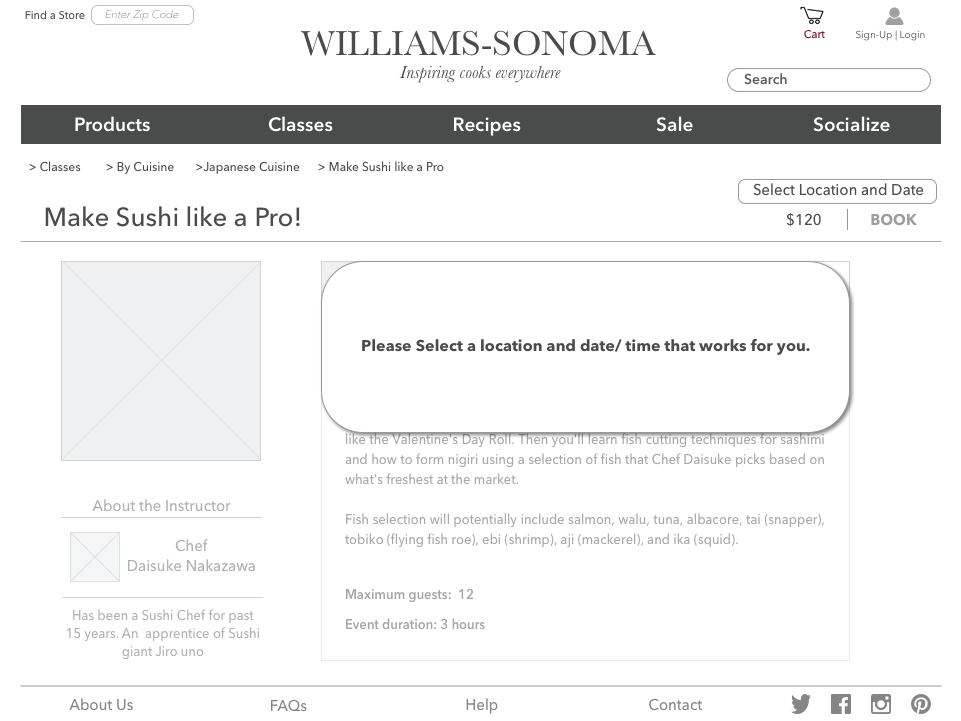 Find a Store
Enter Zip Code
Cart
Sign-Up | Login
WILLIAMS-SONOMA
Inspiring cooks everywhere
Search
Products
Classes
Recipes
Sale
Socialize
> Classes
> By Cuisine
>Japanese Cuisine
> Make Sushi like a Pro
Select Location and Date
Make Sushi like a Pro!
$120
BOOK
Please Select a location and date/ time that works for you.
like the Valentine's Day Roll. Then you'll learn fish cutting techniques for sashimi
and how to form nigiri using a selection of fish that Chef Daisuke picks based on
what's freshest at the market.
Fish selection will potentially include salmon, walu, tuna, albacore, tai (snapper),
tobiko (flying fish roe), ebi (shrimp), aji (mackerel), and ika (squid).
Maximum guests: 12
Event duration: 3 hours
About the Instructor
Chef
Daisuke Nakazawa
Has been a Sushi Chef for past
15 years. An apprentice of Sushi
giant Jiro uno
About Us
FAQs
Help
Contact